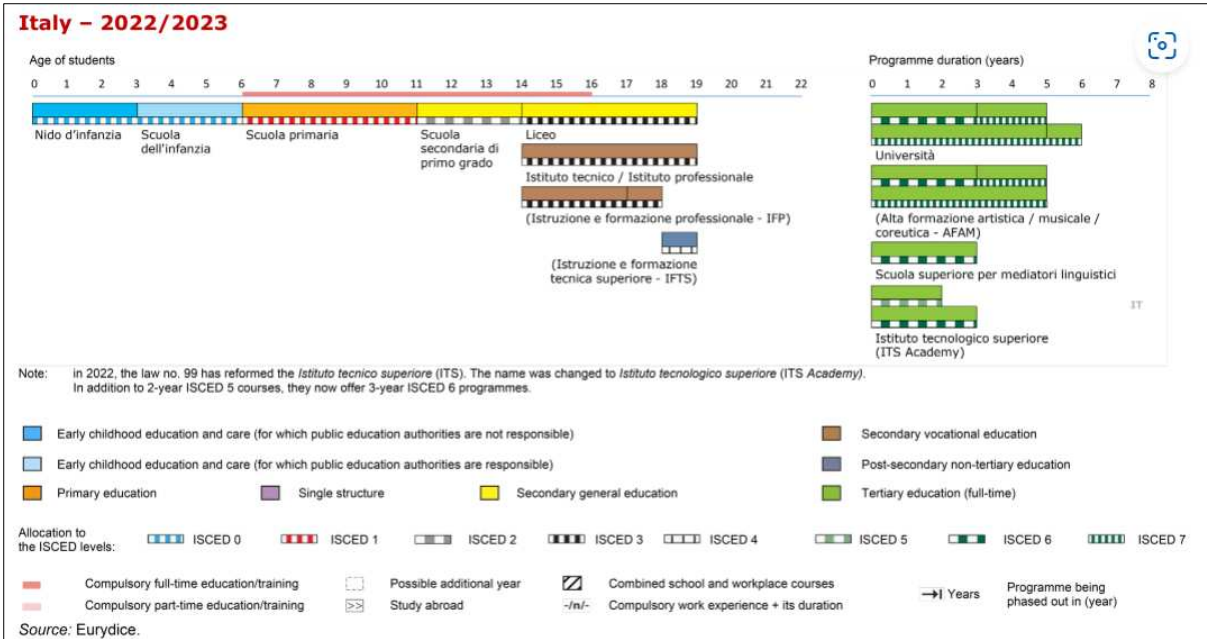 Italy – 2022/2023
Age of students
0 1 2 3 4 5 6 7 8 9 10 11 12 13 14 15 16 17 18 19 20 21 22
Nido d'infanzia
Scuola
dell'infanzia
Scuola primaria
Scuola
secondaria di
primo grado
Liceo
Istituto tecnico / Istituto professionale
(Istruzione e formazione professionale - IFP)
(Istruzione e formazione
tecnica superiore - IFTS)
Programme duration (years)
0 1 2 3 4 5 6 7 8
Università
(Alta formazione artistica / musicale /
coreutica - AFAM)
Scuola superiore per mediatori linguistici
Istituto tecnologico superiore
(ITS Academy)
IT
Note: in 2022, the law no. 99 has reformed the Istituto tecnico superiore (ITS). The name was changed to Istituto tecnologico superiore (ITS Academy).
In addition to 2-year ISCED 5 courses, they now offer 3-year ISCED 6 programmes.
Early childhood education and care (for which public education authorities are not responsible)
Secondary vocational education
Early childhood education and care (for which public education authorities are responsible)
Post-secondary non-tertiary education
Primary education
Single structure
Secondary general education
Tertiary education (full-time)
Allocation to
the ISCED levels:
ISCED 0
ISCED 1
ISCED 2
ISCED 3
ISCED 4
ISCED 5
ISCED 6
ISCED 7
Compulsory full-time education/training
Possible additional year
Combined school and workplace courses
Years
Programme being
phased out in (year)
Compulsory part-time education/training
>>
Study abroad
-/n/-
Compulsory work experience + its duration
Source: Eurydice.